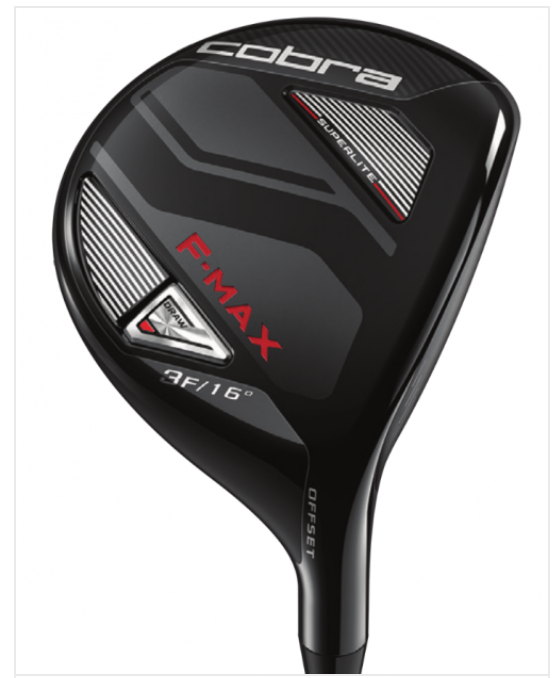 cobra
SUPERLITE
F-MAX
DRAW
3F/16°
OFFSET